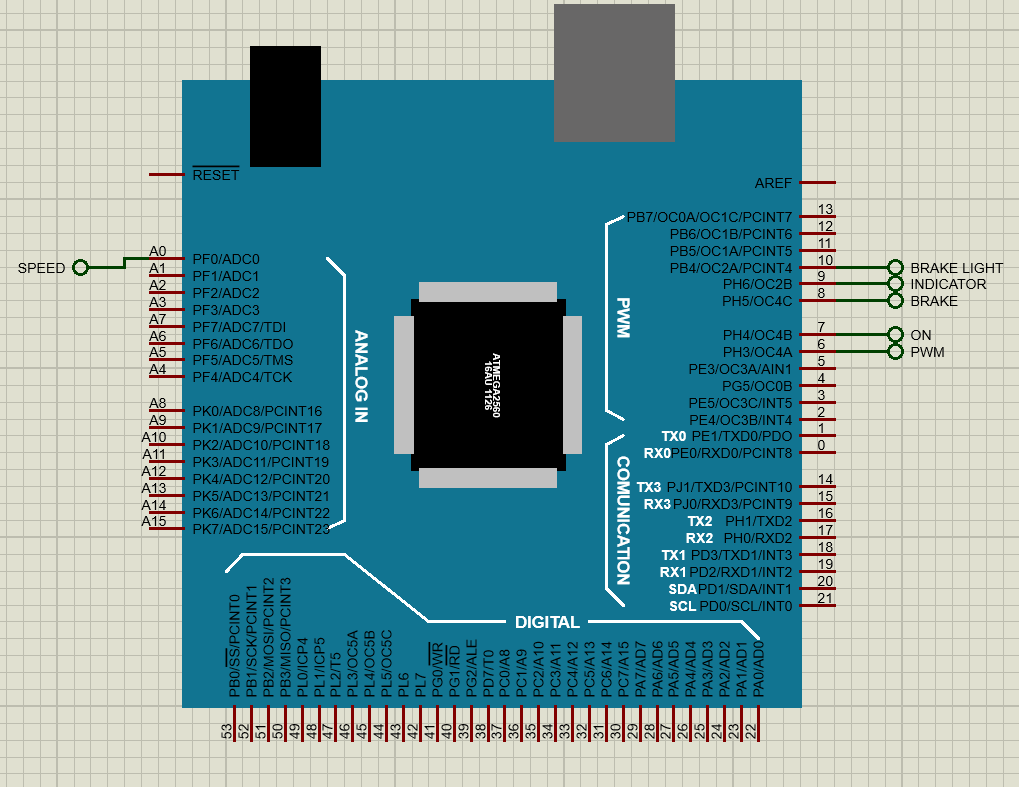 RESET
AREF
SPEED
A0 PF0/ADC0
A1 PF1/ADC1
A2 PF2/ADC2
A3 PF3/ADC3
A7 PF7/ADC7/TDI
A6 PF6/ADC6/TDO
A5 PF5/ADC5/TMS
A4 PF4/ADC4/TCK
A8 PK0/ADC8/PCINT16
A9 PK1/ADC9/PCINT17
A10 PK2/ADC10/PCINT18
A11 PK3/ADC11/PCINT19
A12 PK4/ADC12/PCINT20
A13 PK5/ADC13/PCINT21
A14 PK6/ADC14/PCINT22
A15 PK7/ADC15/PCINT23
ANALOG IN
ATMEGA2560
16AU 1126
PWM
COMUNICATION
PB7/OC0A/OC1C/PCINT7 13
PB6/OC1B/PCINT6 12
PB5/OC1A/PCINT5 11
PB4/OC2A/PCINT4 10 BRAKE LIGHT
PH6/OC2B 9 INDICATOR
PH5/OC4C 8 BRAKE
PH4/OC4B 7 ON
PH3/OC4A 6 PWM
PE3/OC3A/AIN1 5
PG5/OC0B 4
PE5/OC3C/INT5 3
PE4/OC3B/INT4 2
TX0 PE1/TXD0/PDO 1
RX0 PE0/RXD0/PCINT8 0
TX3 PJ1/TXD3/PCINT10 14
RX3 PJ0/RXD3/PCINT9 15
TX2 PH1/TXD2 16
RX2 PH0/RXD2 17
TX1 PD3/TXD1/INT3 18
RX1 PD2/RXD1/INT2 19
SDA PD1/SDA/INT1 20
SCL PD0/SCL/INT0 21
DIGITAL
PB0/SS/PCINT0 53
PB1/SCK/PCINT1 52
PB2/MOSI/PCINT2 51
PB3/MISO/PCINT3 50
PL0/ICP4 49
PL1/ICP5 48
PL2/T5 47
PL3/OC5A 46
PL4/OC5B 45
PL5/OC5C 44
PL6 43
PL7 42
PG0/WR 41
PG1/RD 40
PG2/ALE 39
PD7/T0 38
PC0/A8 37
PC1/A9 36
PC2/A10 35
PC3/A11 34
PC4/A12 33
PC5/A13 32
PC6/A14 31
PC7/A15 30
PA7/AD7 29
PA6/AD6 28
PA5/AD5 27
PA4/AD4 26
PA3/AD3 25
PA2/AD2 24
PA1/AD1 23
PA0/AD0 22